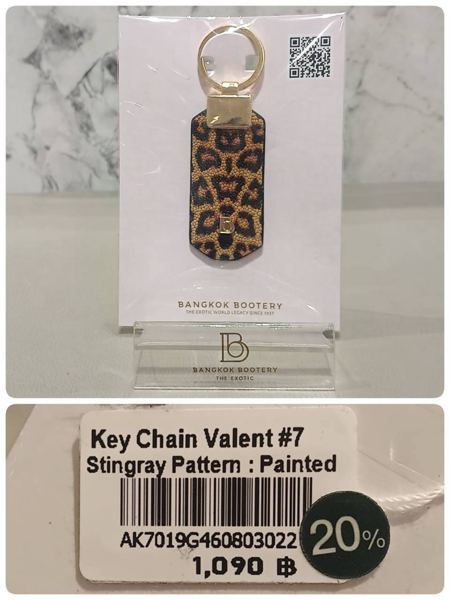 BANGKOK BOOTERY
THE EXOTIC WORLD LEGACY SINCE 1937
B
BANGKOK BOOTERY
THE EXOTIC
Key Chain Valent #7
Stingray Pattern : Painted
AK7019G460803022
20%
1,090 ฿